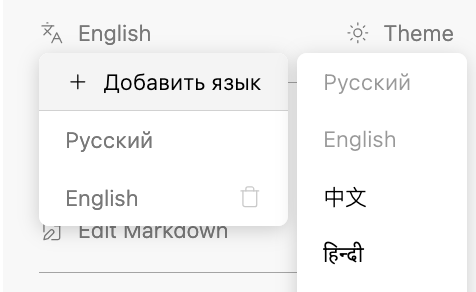 English
Theme
Добавить язык
Русский
English
Edit Markdown
Русский
English
中文
हिन्दी